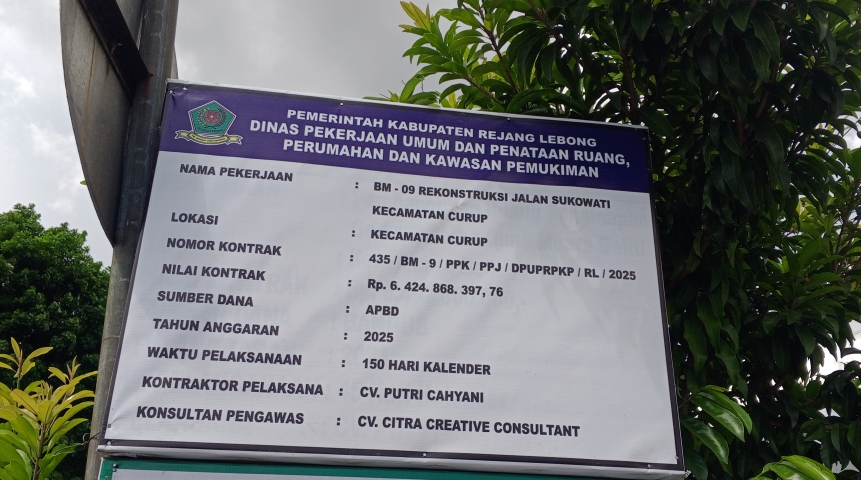 PEMERINTAH KABUPATEN REJANG LEBONG
DINAS PEKERJAAN UMUM DAN PENATAAN RUANG,
PERUMAHAN DAN KAWASAN PEMUKIMAN
NAMA PEKERJAAN : BM - 09 REKONSTRUKSI JALAN SUKOWATI
KECAMATAN CURUP
LOKASI : KECAMATAN CURUP
NOMOR KONTRAK : 435 / BM - 9 / PPK / PPJ / DPUPRPKP / RL / 2025
NILAI KONTRAK : Rp. 6. 424. 868. 397, 76
SUMBER DANA : APBD
TAHUN ANGGARAN : 2025
WAKTU PELAKSANAAN : 150 HARI KALENDER
KONTRAKTOR PELAKSANA : CV. PUTRI CAHYANI
KONSULTAN PENGAWAS : CV. CITRA CREATIVE CONSULTANT